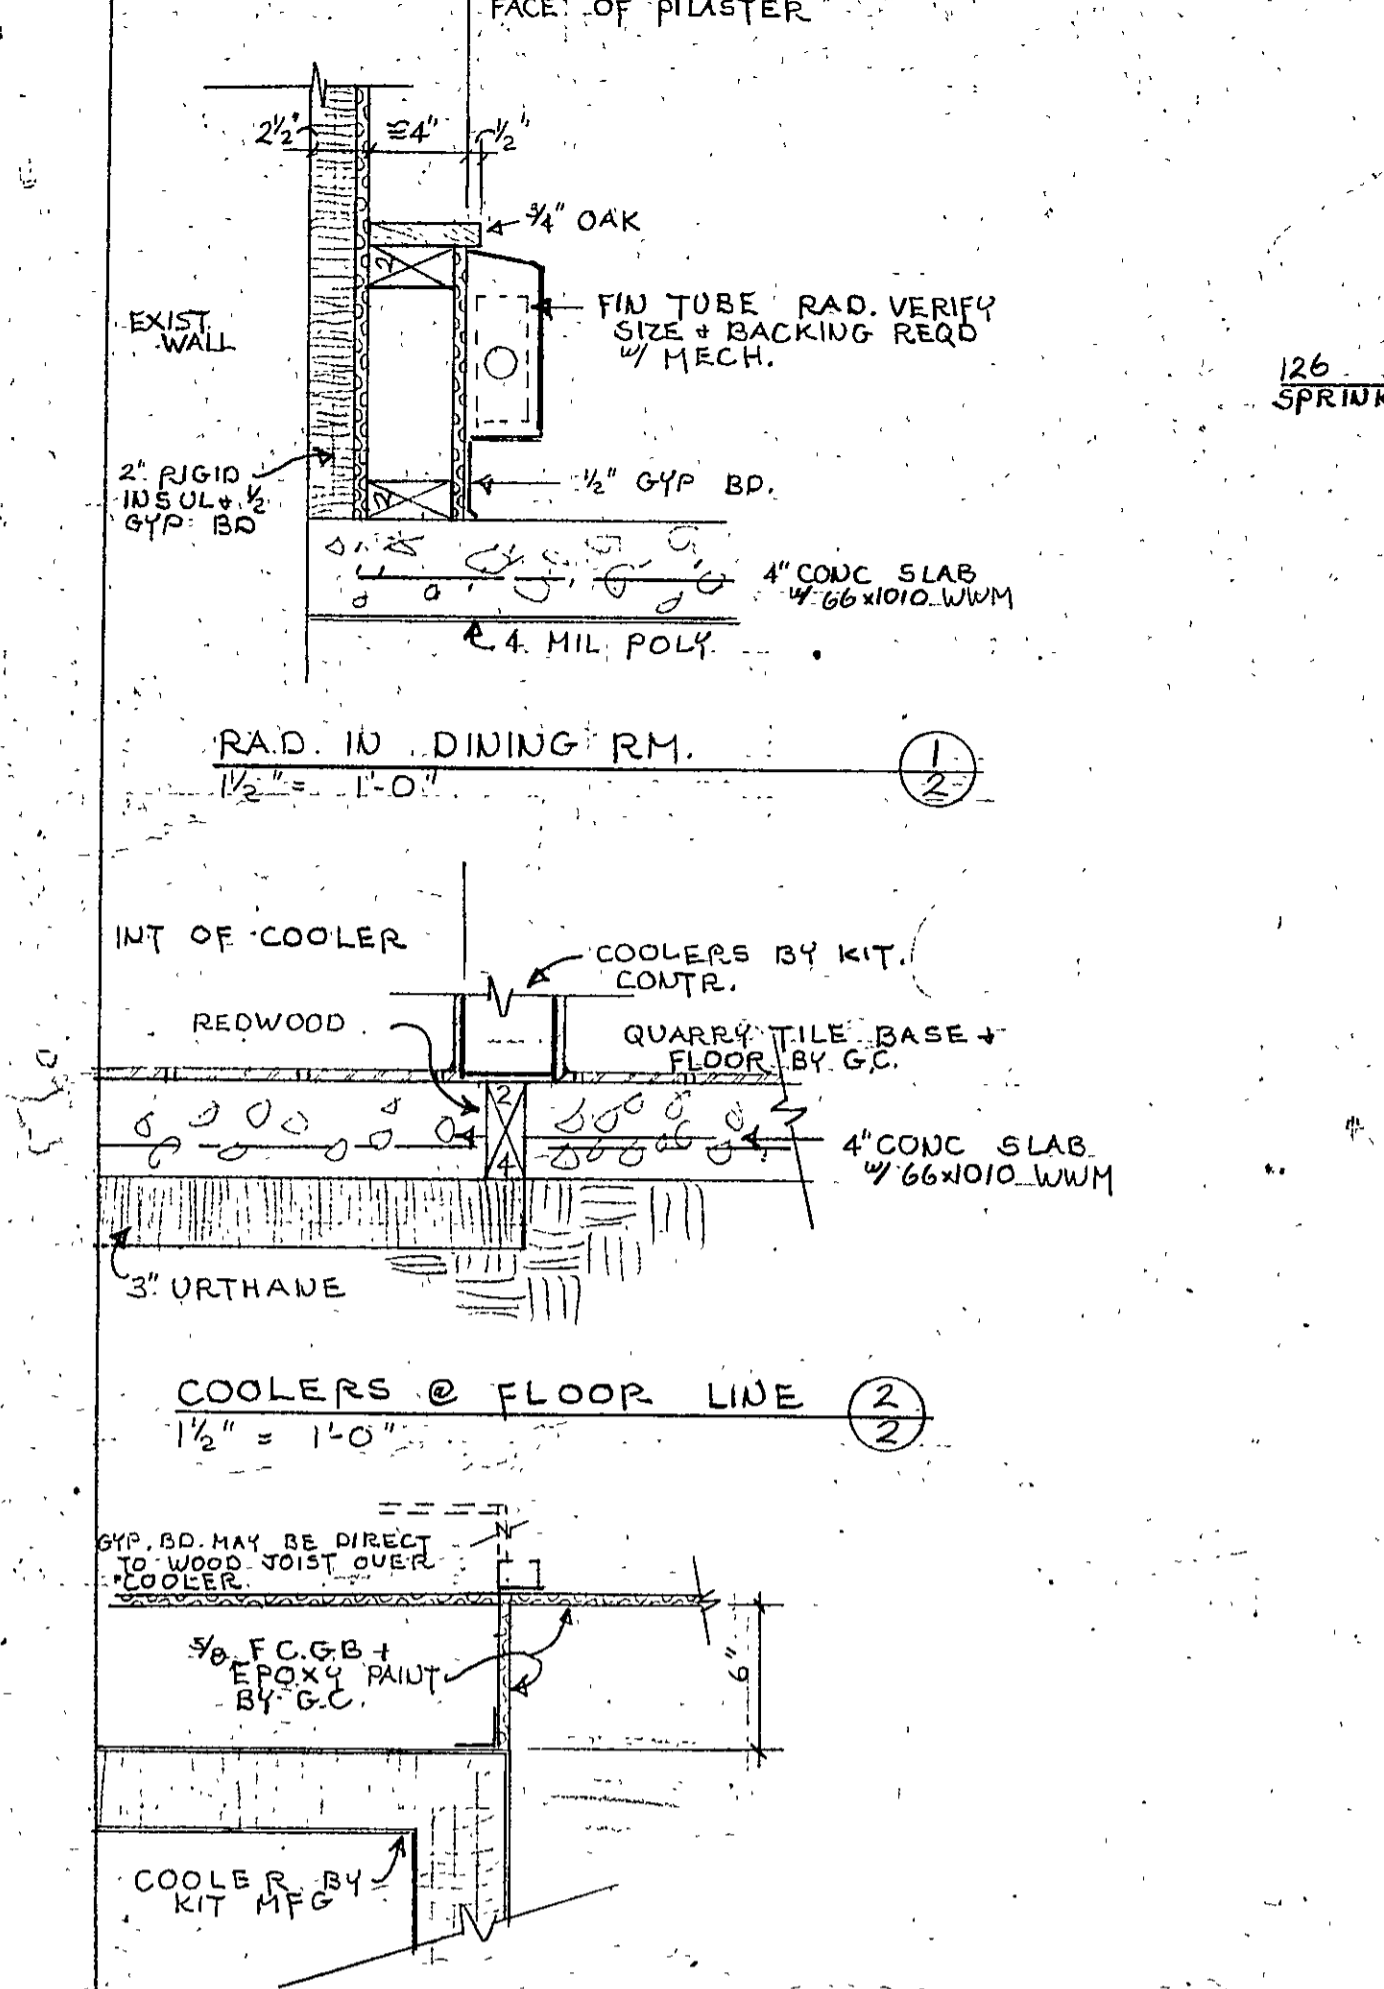 FACE OF PILASTER
2½"
≅4"
½"
¾" OAK
2
FIN TUBE RAD. VERIFY
SIZE & BACKING REQD
W/ MECH.
EXIST.
WALL
126
SPRINK
2" RIGID
INSUL & ½
GYP. BD
2
½" GYP BD.
4" CONC SLAB
W/ 66x1010 WWM
4 MIL POLY.
RAD. IN DINING RM.
1½" = 1'-0"
1
2
INT OF COOLER
COOLERS BY KIT.
CONTR.
REDWOOD
QUARRY TILE BASE &
FLOOR BY G.C.
2
4
4" CONC SLAB
W/ 66x1010 WWM
3" URTHANE
COOLERS @ FLOOR LINE
1½" = 1'-0"
2
2
GYP. BD. MAY BE DIRECT
TO WOOD JOIST OVER
COOLER.
5/8 F.C.G.B &
EPOXY PAINT
BY G.C.
6"
COOLER BY
KIT MFG